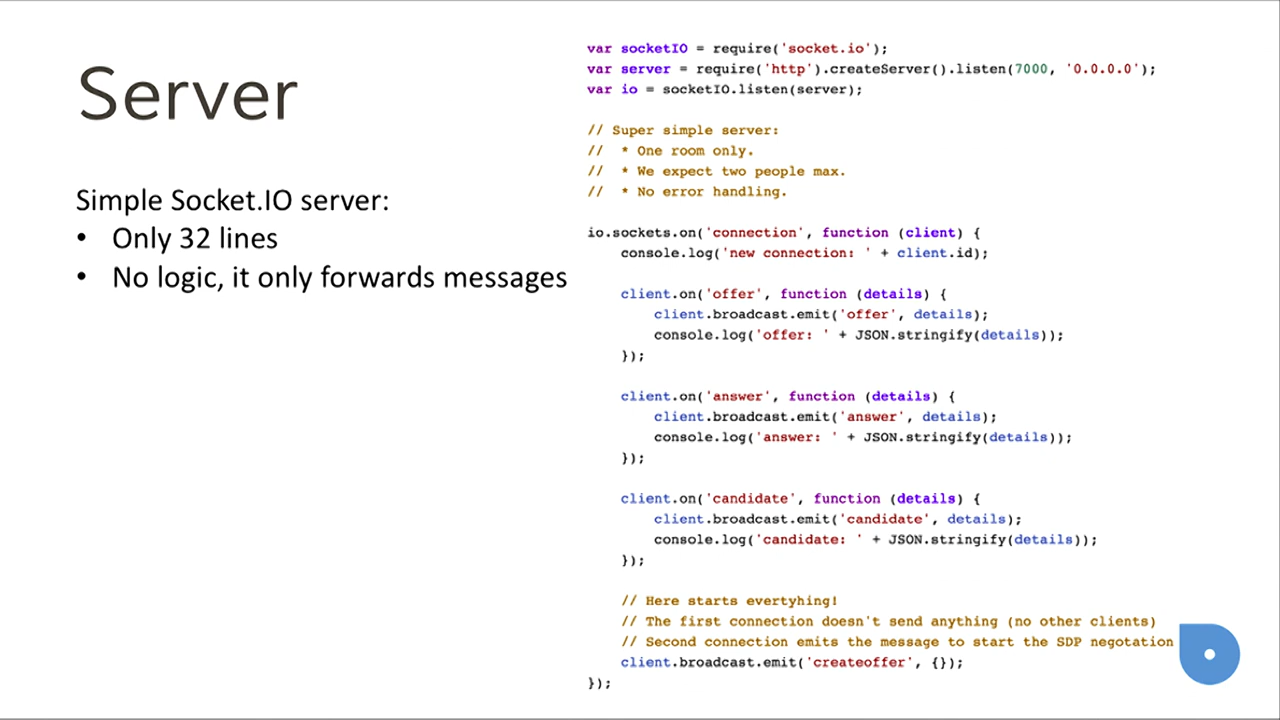 Server
Simple Socket.IO server:
• Only 32 lines
• No logic, it only forwards messages
var socketIO = require('socket.io');
var server = require('http').createServer().listen(7000, '0.0.0.0');
var io = socketIO.listen(server);
// Super simple server:
//  * One room only.
//  * We expect two people max.
//  * No error handling.
io.sockets.on('connection', function (client) {
    console.log('new connection: ' + client.id);
    client.on('offer', function (details) {
        client.broadcast.emit('offer', details);
        console.log('offer: ' + JSON.stringify(details));
    });
    client.on('answer', function (details) {
        client.broadcast.emit('answer', details);
        console.log('answer: ' + JSON.stringify(details));
    });
    client.on('candidate', function (details) {
        client.broadcast.emit('candidate', details);
        console.log('candidate: ' + JSON.stringify(details));
    });
    // Here starts evertyhing!
    // The first connection doesn't send anything (no other clients)
    // Second connection emits the message to start the SDP negotation
    client.broadcast.emit('createoffer', {});
});